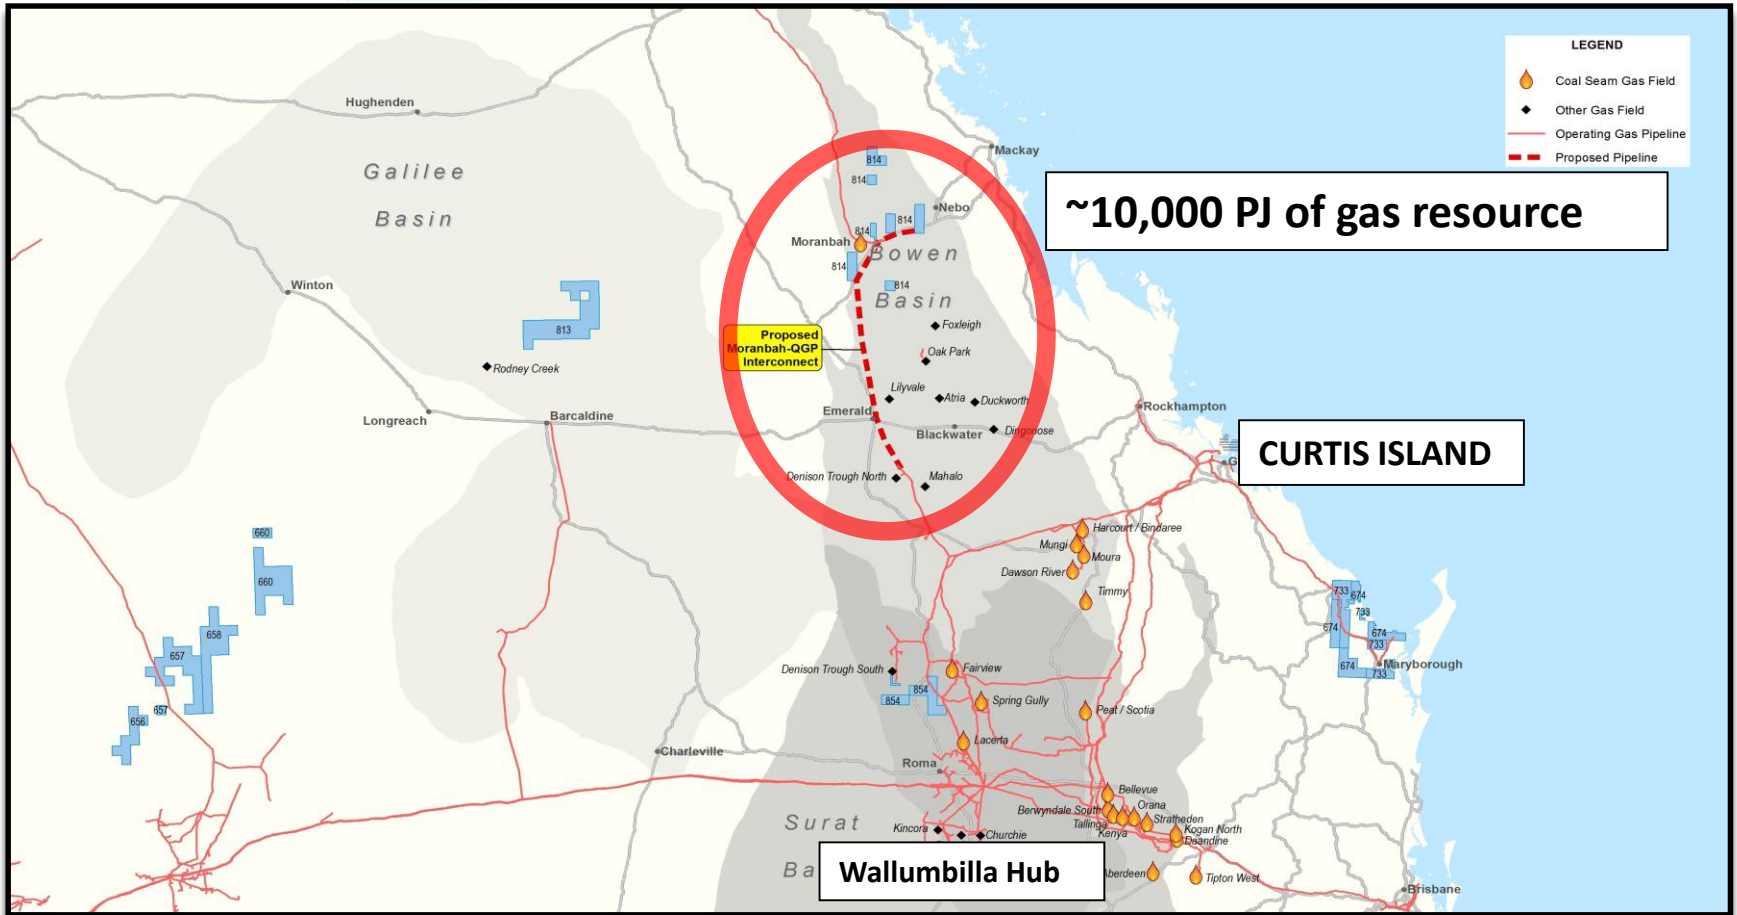 LEGEND
Coal Seam Gas Field
Other Gas Field
Operating Gas Pipeline
Proposed Pipeline
Hughenden
Galilee
Basin
Mackay
814
814
Nebo
814
814
Moranbah
Bowen
814
814
Basin
~10,000 PJ of gas resource
Winton
813
Rodney Creek
Proposed
Moranbah-QGP
Interconnect
Foxleigh
Oak Park
Lilyvale
Atria
Duckworth
Longreach
Barcaldine
Emerald
Blackwater
Dingonose
Rockhampton
G
CURTIS ISLAND
Denison Trough North
Mahalo
Harcourt / Bindaree
Mungi
Moura
Dawson River
Timmy
660
660
658
657
657
656
733
674
733
674
674
733
674
733
Maryborough
Denison Trough South
Fairview
854
854
Spring Gully
Peat / Scotia
Lacerta
Charleville
Roma
Bellevue
Berwyndale South
Orana
Tallinga
Stratheden
Kenya
Kogan North
Daandine
Surat
Ba
Kincora
Churchie
Wallumbilla Hub
Aberdeen
Tipton West
Brisbane